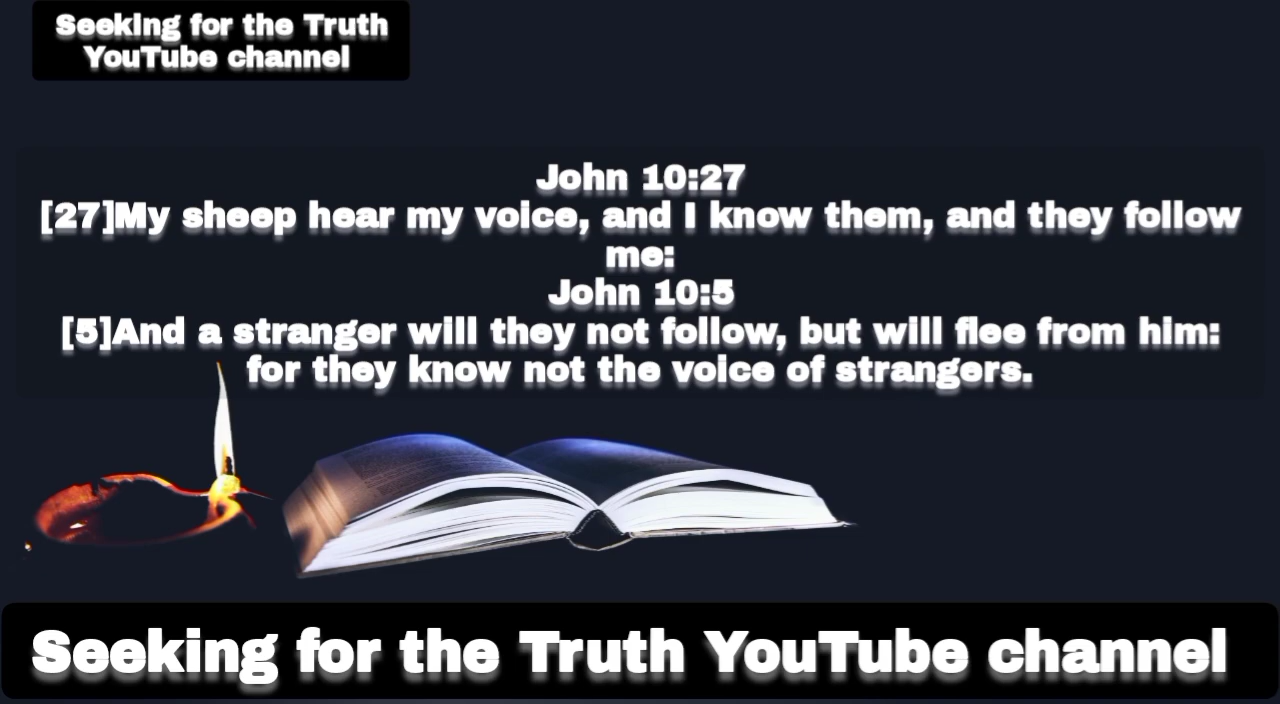 Seeking for the Truth
YouTube channel
John 10:27
[27]My sheep hear my voice, and I know them, and they follow
me:
John 10:5
[5]And a stranger will they not follow, but will flee from him:
for they know not the voice of strangers.
Seeking for the Truth YouTube channel